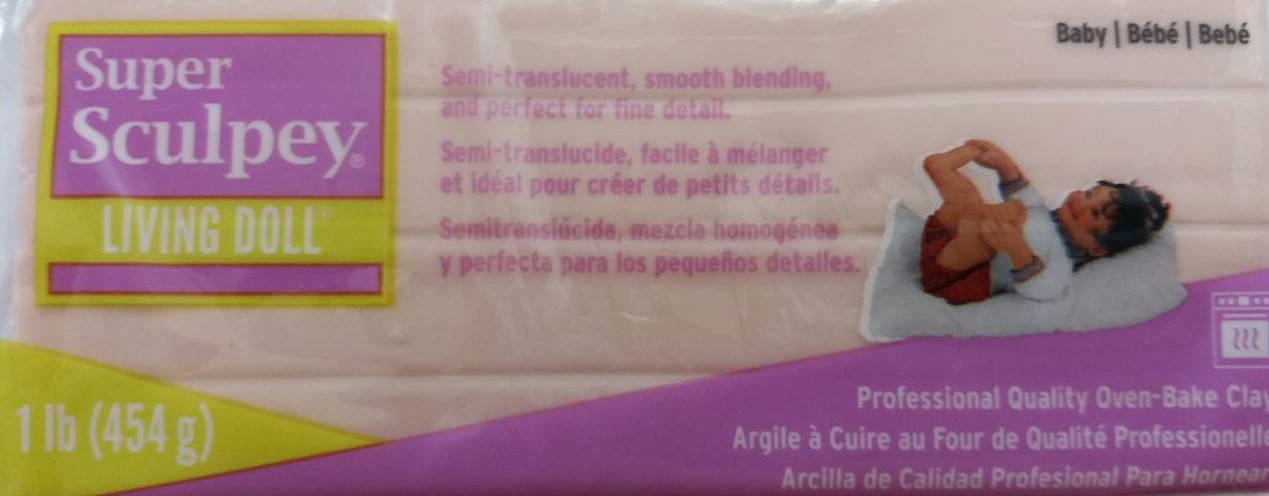 Super
Sculpey®
LIVING DOLL™
Semi-translucent, smooth blending,
and perfect for fine detail.
Semi-translucide, facile à mélanger
et idéal pour créer de petits détails.
Semitranslúcida, mezcla homogénea
y perfecta para los pequeños detalles.
Baby | Bébé | Bebé
1 lb (454 g)
Professional Quality Oven-Bake Clay
Argile à Cuire au Four de Qualité Professionelle
Arcilla de Calidad Profesional Para Hornear